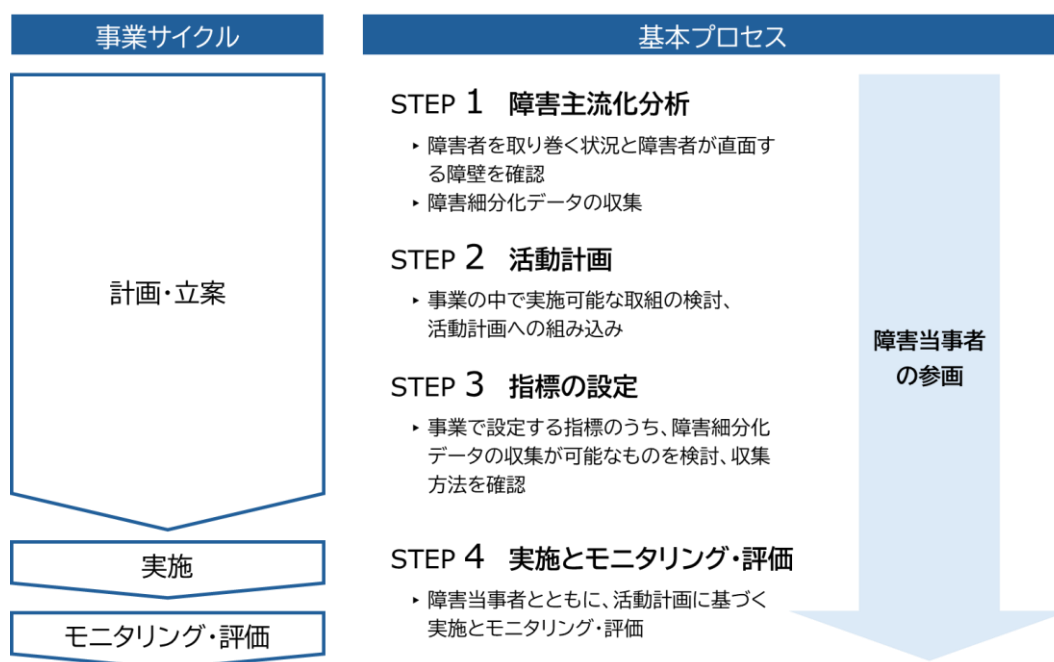 事業サイクル
基本プロセス
計画・立案
実施
モニタリング・評価
STEP 1 障害主流化分析
‣ 障害者を取り巻く状況と障害者が直面す
る障壁を確認
‣ 障害細分化データの収集
STEP 2 活動計画
‣ 事業の中で実施可能な取組の検討、
活動計画への組み込み
STEP 3 指標の設定
‣ 事業で設定する指標のうち、障害細分化
データの収集が可能なものを検討、収集
方法を確認
STEP 4 実施とモニタリング・評価
‣ 障害当事者とともに、活動計画に基づく
実施とモニタリング・評価
障害当事者
の参画